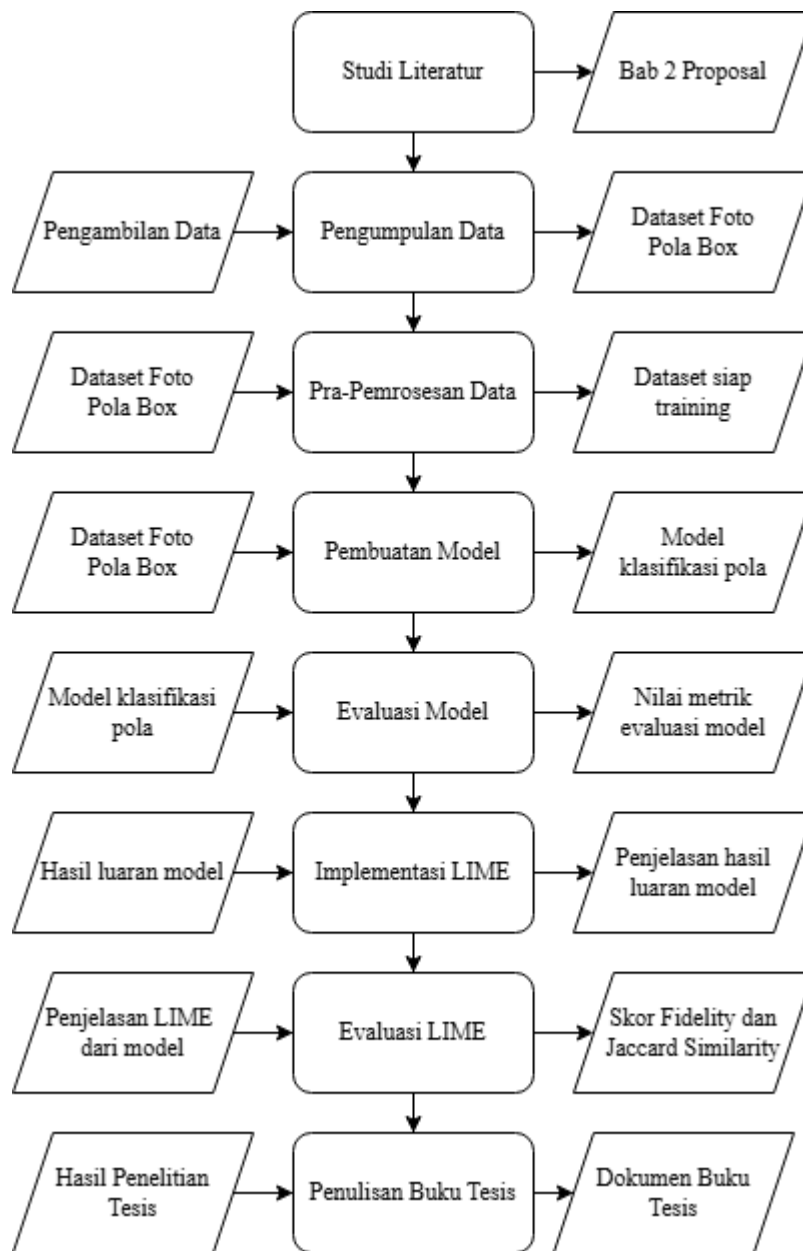 Studi Literatur
Bab 2 Proposal
Pengambilan Data
Pengumpulan Data
Dataset Foto
Pola Box
Dataset Foto
Pola Box
Pra-Pemrosesan Data
Dataset siap
training
Dataset Foto
Pola Box
Pembuatan Model
Model
klasifikasi pola
Model klasifikasi
pola
Evaluasi Model
Nilai metrik
evaluasi model
Hasil luaran model
Implementasi LIME
Penjelasan hasil
luaran model
Penjelasan LIME
dari model
Evaluasi LIME
Skor Fidelity dan
Jaccard Similarity
Hasil Penelitian
Tesis
Penulisan Buku Tesis
Dokumen Buku
Tesis